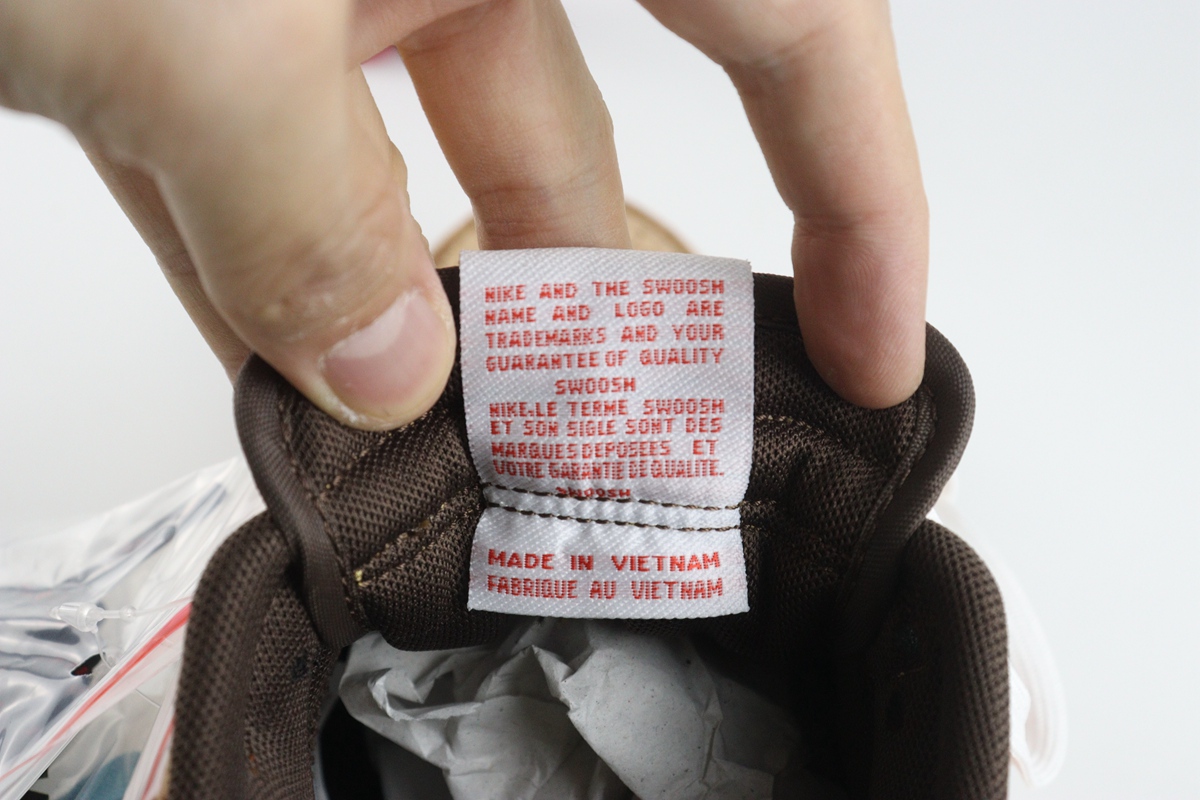 NIKE AND THE SWOOSH
NAME AND LOGO ARE
TRADEMARKS AND YOUR
GUARANTEE OF QUALITY
SWOOSH
NIKE.LE TERME SWOOSH
ET SON SIGLE SONT DES
MARQUES DEPOSEES ET
VOTRE GARANTIE DE QUALITE.
SWOOSH
MADE IN VIETNAM
FABRIQUE AU VIETNAM